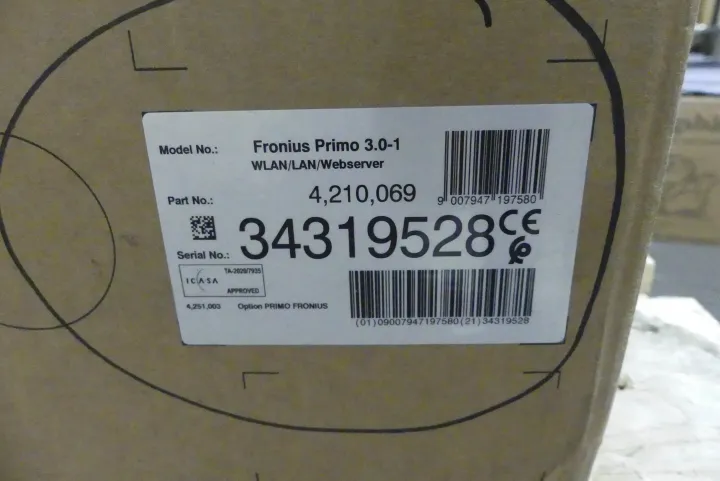 Model No.: Fronius Primo 3.0-1
WLAN/LAN/Webserver
Part No.: 4,210,069
9 007947 197580
Serial No.: 34319528 CE
ICASA TA-2020/7935
APPROVED
4,251,003 Option PRIMO FRONIUS
(01)09007947197580(21)34319528